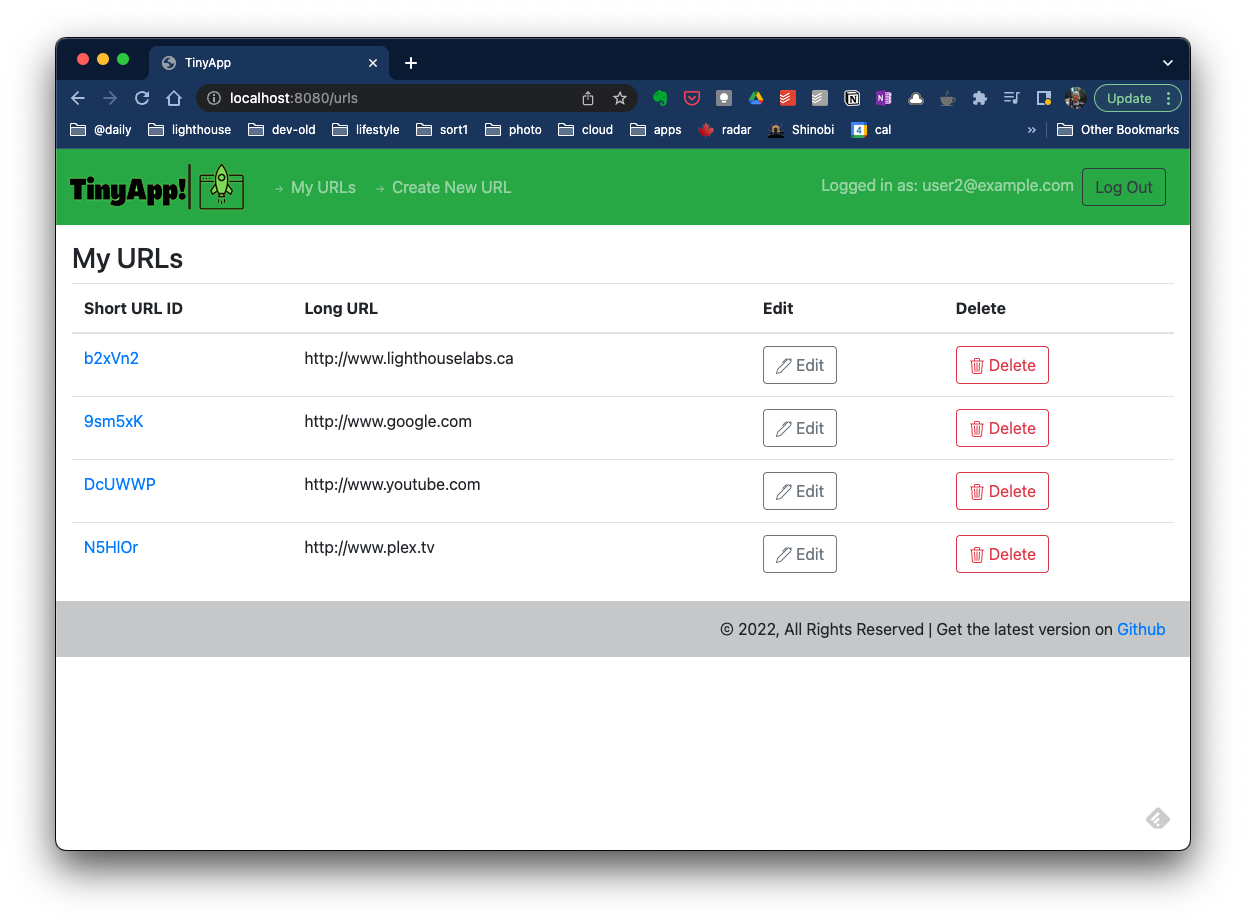 TinyApp
localhost:8080/urls
Update
@daily lighthouse dev-old lifestyle sort1 photo cloud apps radar Shinobi 4 cal » Other Bookmarks
TinyApp! → My URLs → Create New URL Logged in as: user2@example.com Log Out
My URLs
Short URL ID Long URL Edit Delete
b2xVn2 http://www.lighthouselabs.ca Edit Delete
9sm5xK http://www.google.com Edit Delete
DcUWWP http://www.youtube.com Edit Delete
N5HlOr http://www.plex.tv Edit Delete
© 2022, All Rights Reserved | Get the latest version on Github